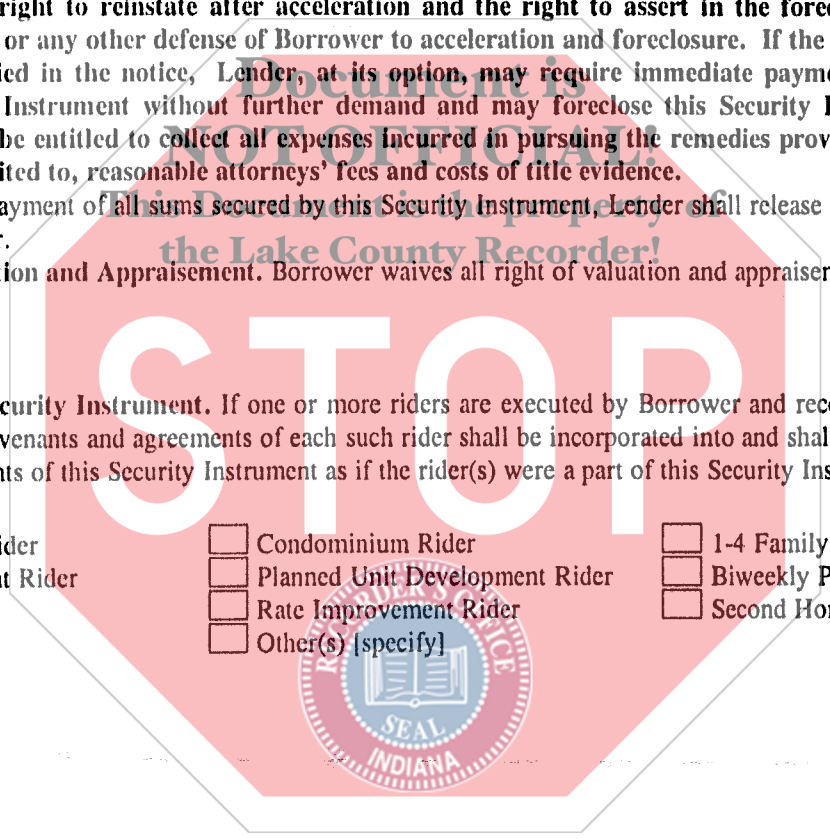 right to reinstate after acceleration and the right to assert in the forec
or any other defense of Borrower to acceleration and foreclosure. If the
ied in the notice, Lender, at its option, may require immediate payme
Document is
Instrument without further demand and may foreclose this Security I
be entitled to collect all expenses incurred in pursuing the remedies prov
NOT OFFICIAL!
ited to, reasonable attorneys' fees and costs of title evidence.
ayment of all sums secured by this Security Instrument, Lender shall release
This Document is the property of
r.
the Lake County Recorder!
ion and Appraisement. Borrower waives all right of valuation and appraisem
STOP
curity Instrument. If one or more riders are executed by Borrower and reco
venants and agreements of each such rider shall be incorporated into and shal
nts of this Security Instrument as if the rider(s) were a part of this Security Ins
ider Condominium Rider 1-4 Family
t Rider Planned Unit Development Rider Biweekly P
Rate Improvement Rider Second Hom
Other(s) [specify]
RECORDER'S OFFICE
SEAL
INDIANA